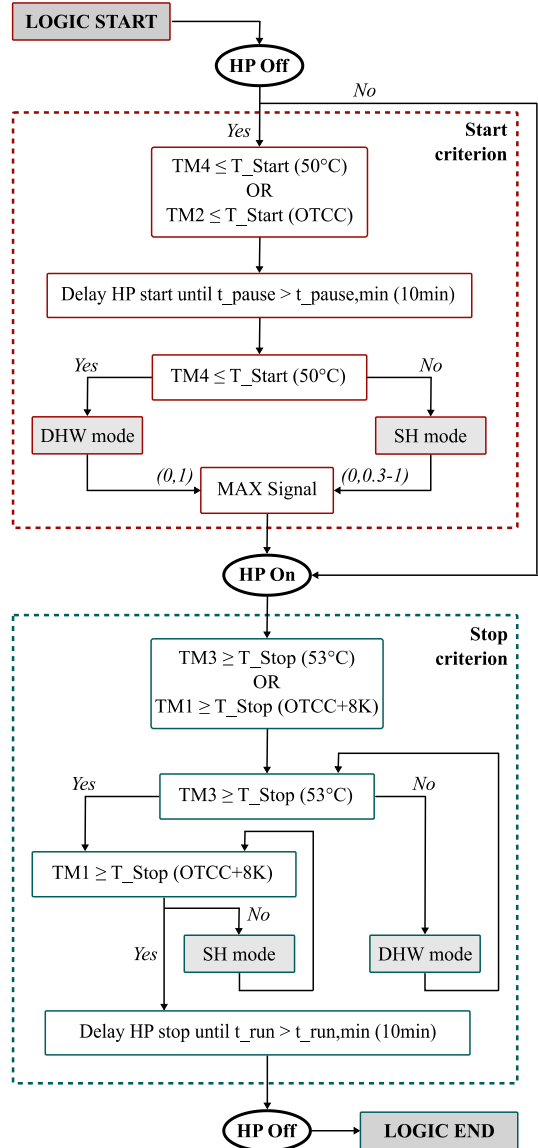 LOGIC START
HP Off
No
Yes
Start
criterion
TM4 ≤ T_Start (50°C)
OR
TM2 ≤ T_Start (OTCC)
Delay HP start until t_pause > t_pause,min (10min)
Yes
No
TM4 ≤ T_Start (50°C)
DHW mode
SH mode
(0,1)
(0,0.3-1)
MAX Signal
HP On
Stop
criterion
TM3 ≥ T_Stop (53°C)
OR
TM1 ≥ T_Stop (OTCC+8K)
Yes
No
TM3 ≥ T_Stop (53°C)
TM1 ≥ T_Stop (OTCC+8K)
No
Yes
SH mode
DHW mode
Delay HP stop until t_run > t_run,min (10min)
HP Off
LOGIC END